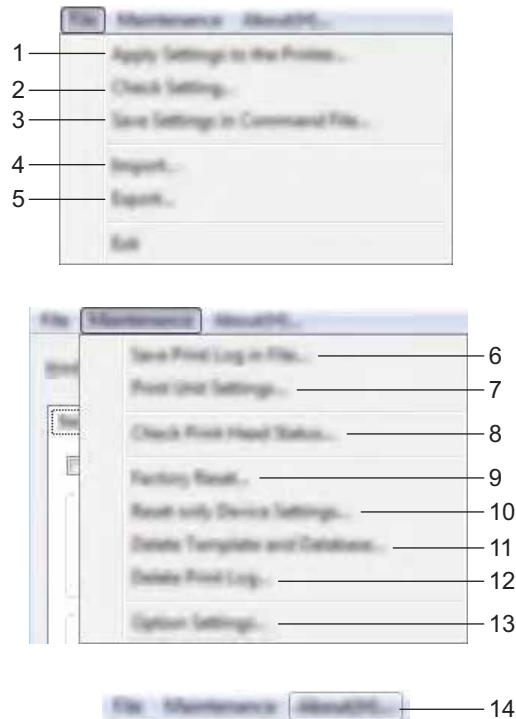 File Maintenance About(H)...
1 Apply Settings to the Printer...
2 Check Setting...
3 Save Settings in Command File...
4 Import...
5 Export...
Exit
File Maintenance About(H)...
Save Print Log in File... 6
Print Unit Settings... 7
Check Print Head Status... 8
Factory Reset... 9
Reset only Device Settings... 10
Delete Template and Database... 11
Delete Print Log... 12
Option Settings... 13
File Maintenance About(H)... 14